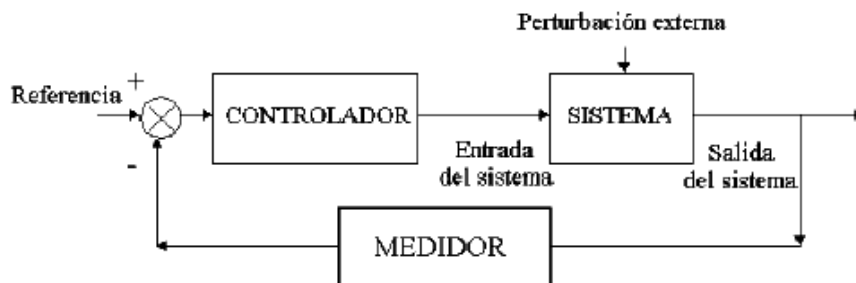 Perturbación externa
+
Referencia
CONTROLADOR
SISTEMA
-
Entrada
del sistema
Salida
del sistema
MEDIDOR